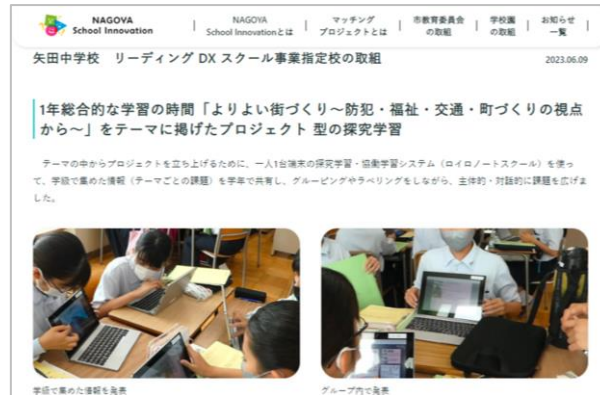 NAGOYA
School Innovation
NAGOYA
School Innovationとは
マッチング
プロジェクトとは
市教育委員会
の取組
学校園
の取組
お知らせ
一覧
矢田中学校　リーディング DX スクール事業指定校の取組
2023.06.09
1年総合的な学習の時間「よりよい街づくり～防犯・福祉・交通・町づくりの視点
から～」をテーマに掲げたプロジェクト 型の探究学習
テーマの中からプロジェクトを立ち上げるために、一人1台端末の探究学習・協働学習システム（ロイロノートスクール）を使っ
て、学級で集めた情報（テーマごとの課題）を学年で共有し、グルーピングやラベリングをしながら、主体的・対話的に課題を広げま
した。
学級で集めた情報を発表
グループ内で発表